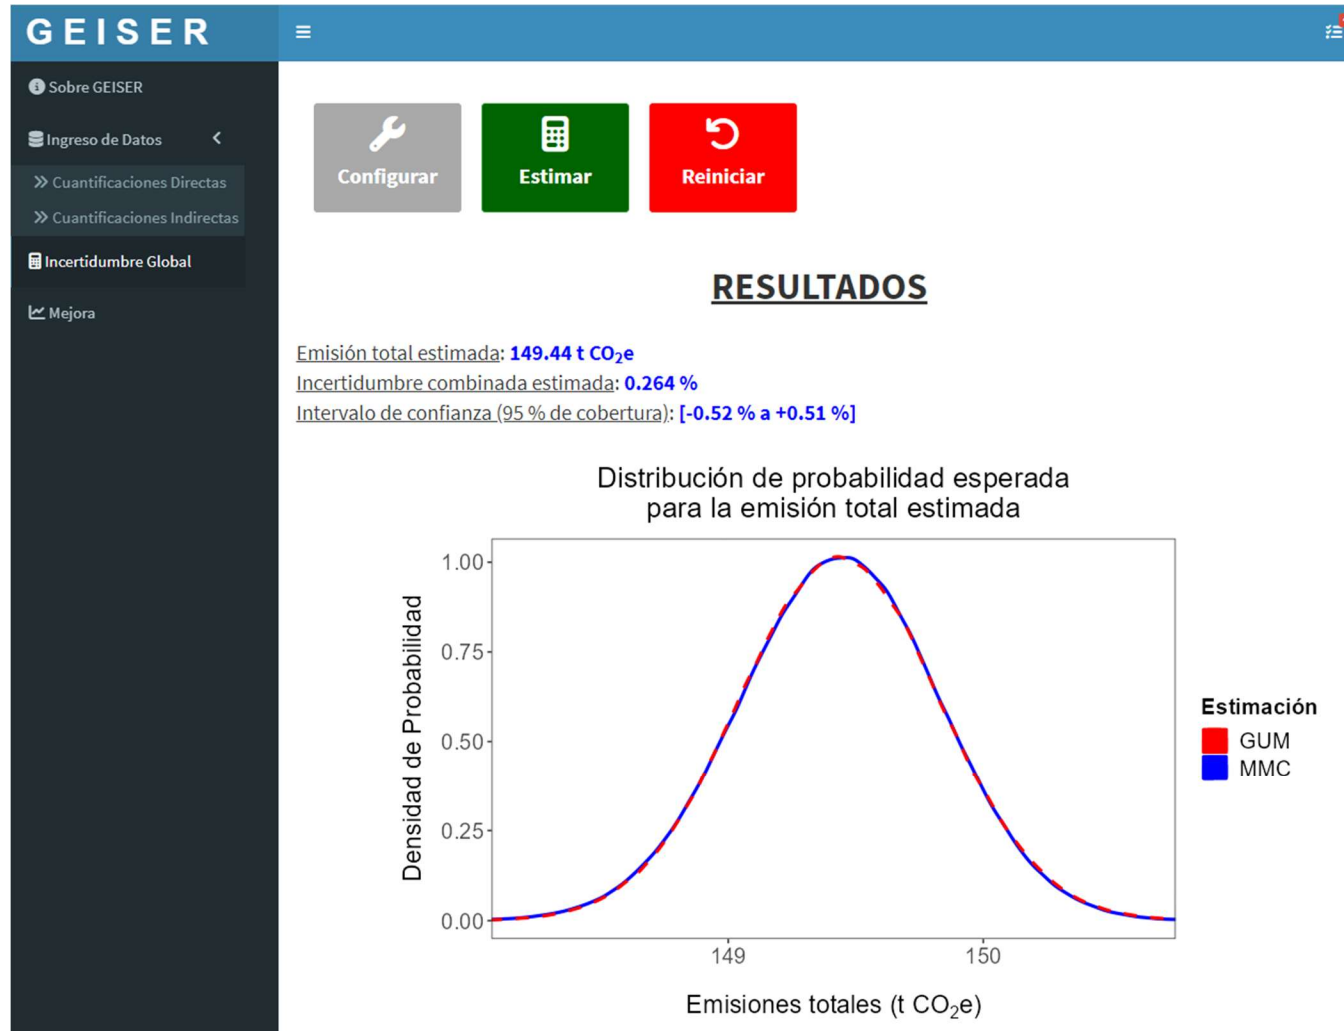 GEISER
Sobre GEISER
Ingreso de Datos
Cuantificaciones Directas
Cuantificaciones Indirectas
Incertidumbre Global
Mejora
Configurar
Estimar
Reiniciar
RESULTADOS
Emisión total estimada: 149.44 t CO₂e
Incertidumbre combinada estimada: 0.264 %
Intervalo de confianza (95 % de cobertura): [-0.52 % a +0.51 %]
Distribución de probabilidad esperada
para la emisión total estimada
Densidad de Probabilidad
1.00
0.75
0.50
0.25
0.00
149
150
Emisiones totales (t CO₂e)
Estimación
GUM
MMC